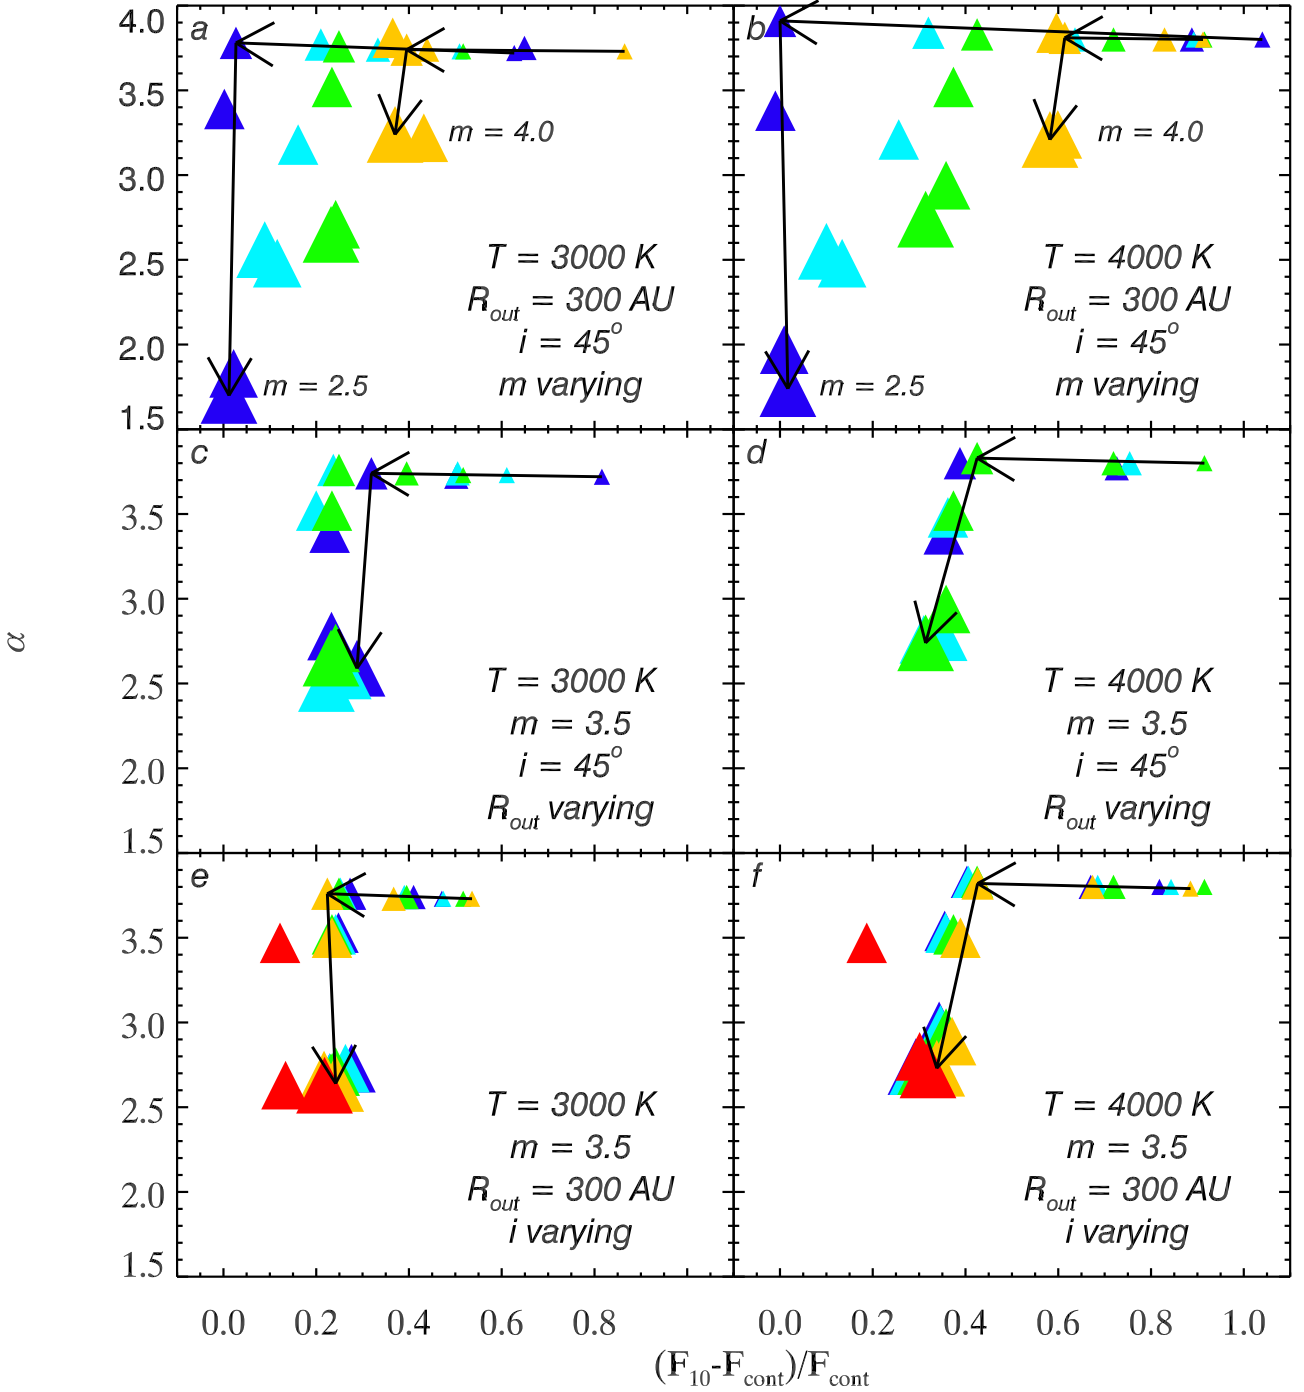 a
b
4.0
3.5
3.0
2.5
2.0
1.5
m = 4.0
m = 4.0
T = 3000 K
R_out = 300 AU
i = 45°
m varying
m = 2.5
T = 4000 K
R_out = 300 AU
i = 45°
m varying
m = 2.5
c
d
3.5
3.0
2.5
2.0
1.5
α
T = 3000 K
m = 3.5
i = 45°
R_out varying
T = 4000 K
m = 3.5
i = 45°
R_out varying
e
f
3.5
3.0
2.5
2.0
1.5
T = 3000 K
m = 3.5
R_out = 300 AU
i varying
T = 4000 K
m = 3.5
R_out = 300 AU
i varying
0.0 0.2 0.4 0.6 0.8
0.0 0.2 0.4 0.6 0.8 1.0
(F_10-F_cont)/F_cont